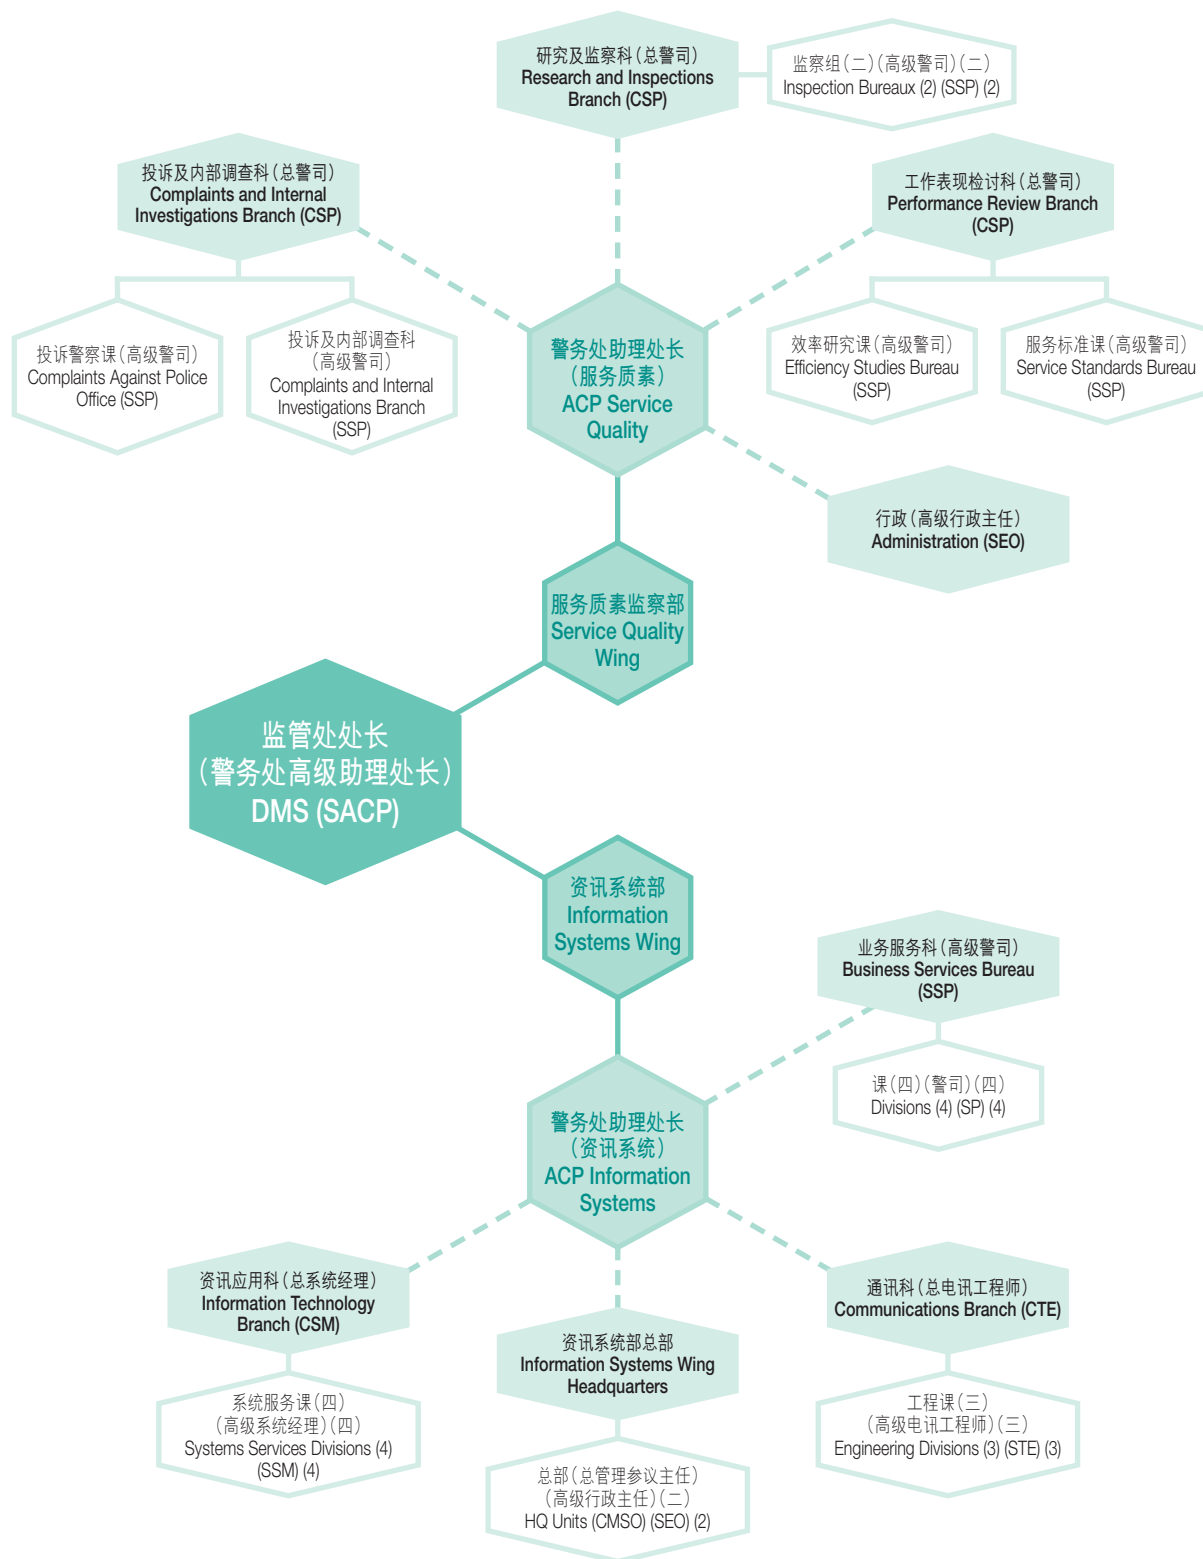 研究及监察科（总警司）
Research and Inspections
Branch (CSP)
监察组（二）（高级警司）（二）
Inspection Bureaux (2) (SSP) (2)
投诉及内部调查科（总警司）
Complaints and Internal
Investigations Branch (CSP)
工作表现检讨科（总警司）
Performance Review Branch
(CSP)
投诉警察课（高级警司）
Complaints Against Police
Office (SSP)
投诉及内部调查科
（高级警司）
Complaints and Internal
Investigations Branch
(SSP)
警务处助理处长
（服务质素）
ACP Service
Quality
效率研究课（高级警司）
Efficiency Studies Bureau
(SSP)
服务标准课（高级警司）
Service Standards Bureau
(SSP)
行政（高级行政主任）
Administration (SEO)
服务质素监察部
Service Quality
Wing
监管处处长
（警务处高级助理处长）
DMS (SACP)
资讯系统部
Information
Systems Wing
业务服务科（高级警司）
Business Services Bureau
(SSP)
课（四）（警司）（四）
Divisions (4) (SP) (4)
警务处助理处长
（资讯系统）
ACP Information
Systems
资讯应用科（总系统经理）
Information Technology
Branch (CSM)
通讯科（总电讯工程师）
Communications Branch (CTE)
资讯系统部总部
Information Systems Wing
Headquarters
系统服务课（四）
（高级系统经理）（四）
Systems Services Divisions (4)
(SSM) (4)
工程课（三）
（高级电讯工程师）（三）
Engineering Divisions (3) (STE) (3)
总部（总管理参议主任）
（高级行政主任）（二）
HQ Units (CMSO) (SEO) (2)